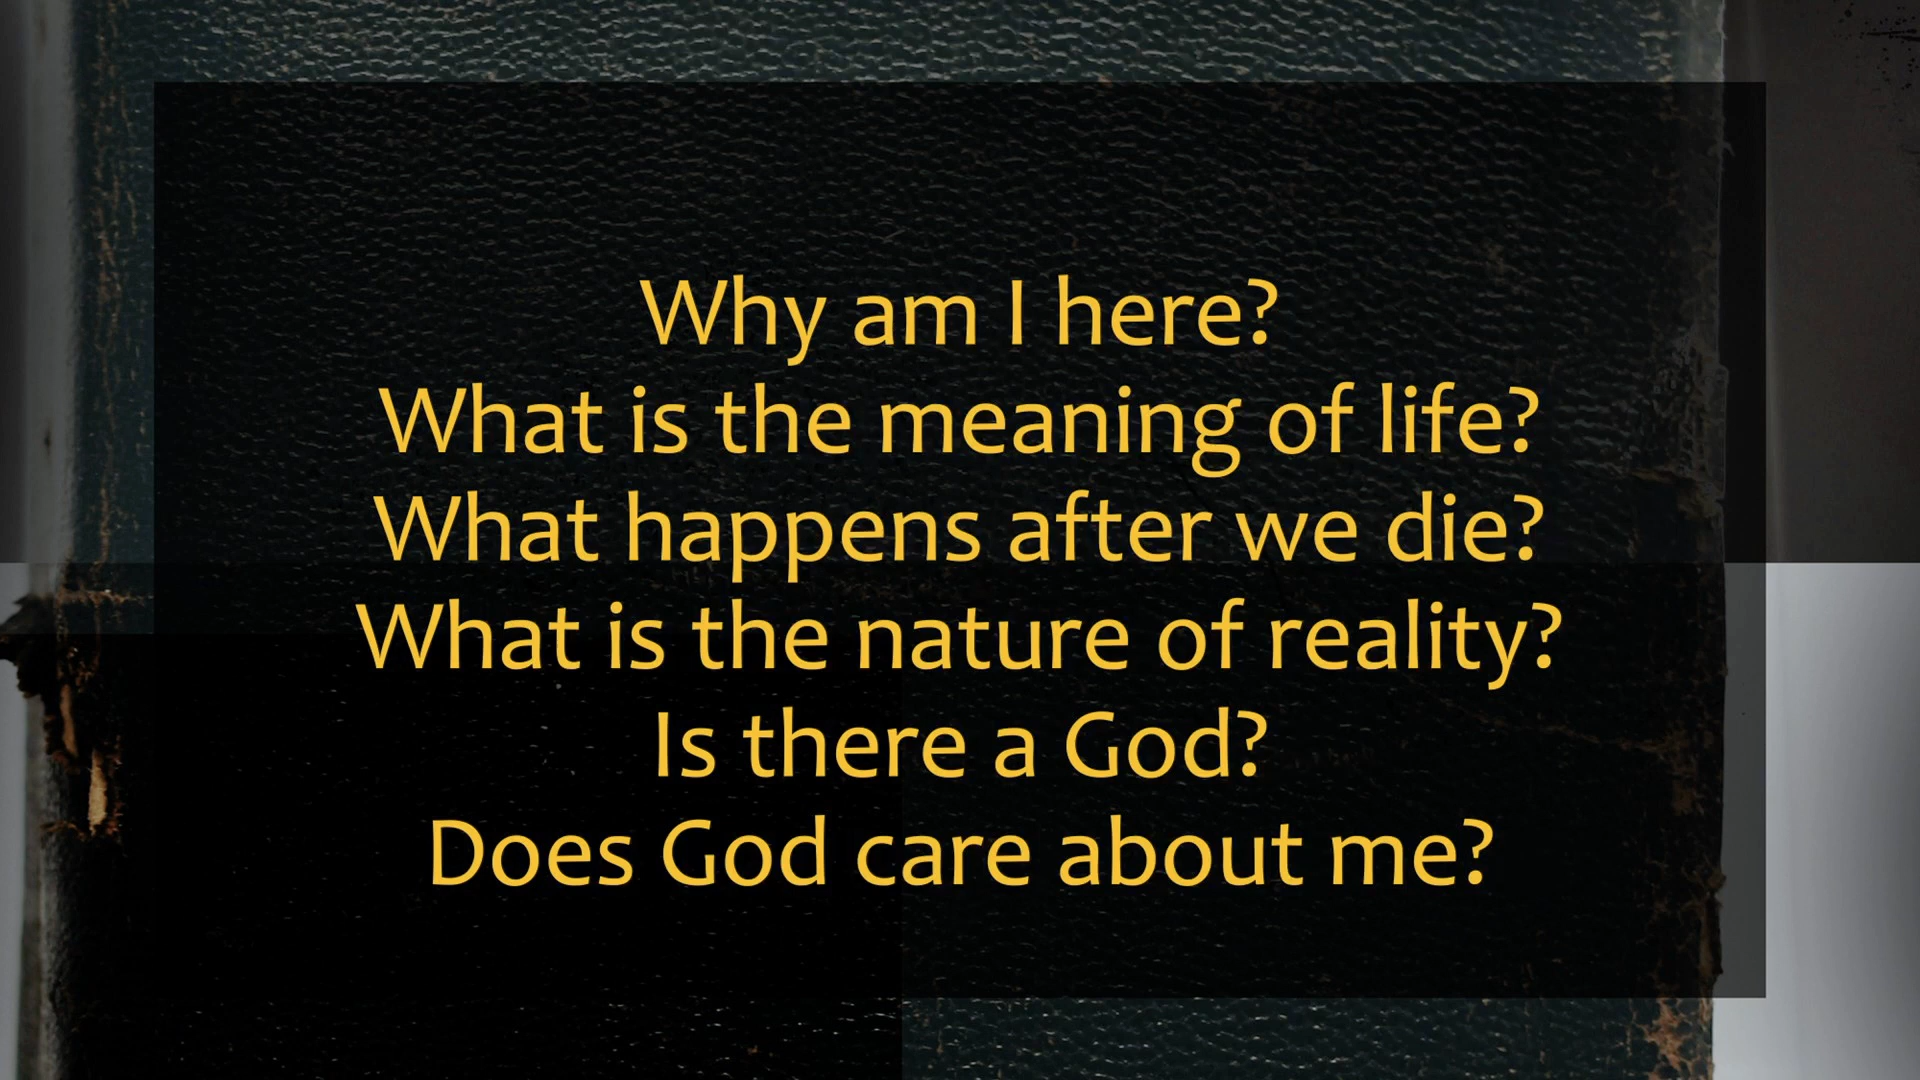 Why am I here?
What is the meaning of life?
What happens after we die?
What is the nature of reality?
Is there a God?
Does God care about me?